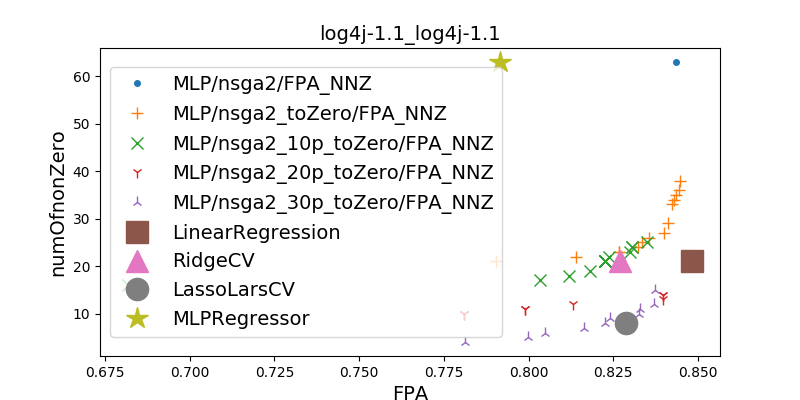 log4j-1.1_log4j-1.1
numOfnonZero
60
50
40
30
20
10
MLP/nsga2/FPA_NNZ
MLP/nsga2_toZero/FPA_NNZ
MLP/nsga2_10p_toZero/FPA_NNZ
MLP/nsga2_20p_toZero/FPA_NNZ
MLP/nsga2_30p_toZero/FPA_NNZ
LinearRegression
RidgeCV
LassoLarsCV
MLPRegressor
0.675 0.700 0.725 0.750 0.775 0.800 0.825 0.850
FPA